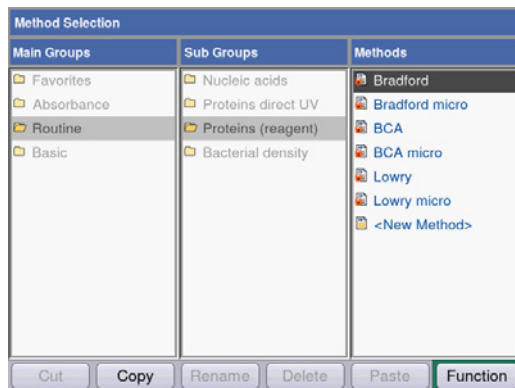 Method Selection
Main Groups
Sub Groups
Methods
Favorites
Absorbance
Routine
Basic
Nucleic acids
Proteins direct UV
Proteins (reagent)
Bacterial density
Bradford
Bradford micro
BCA
BCA micro
Lowry
Lowry micro
<New Method>
Cut
Copy
Rename
Delete
Paste
Function